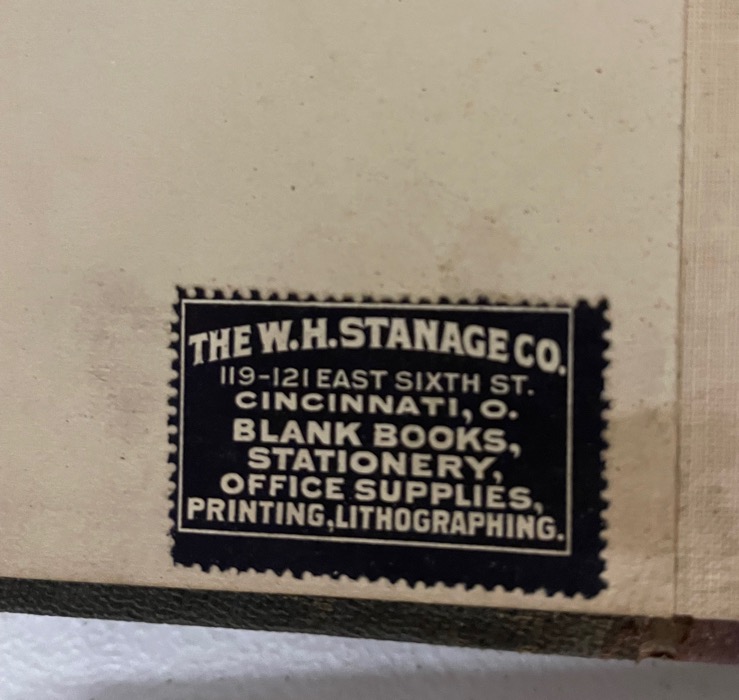 THE W.H. STANAGE CO.
119-121 EAST SIXTH ST.
CINCINNATI, O.
BLANK BOOKS,
STATIONERY,
OFFICE SUPPLIES,
PRINTING, LITHOGRAPHING.